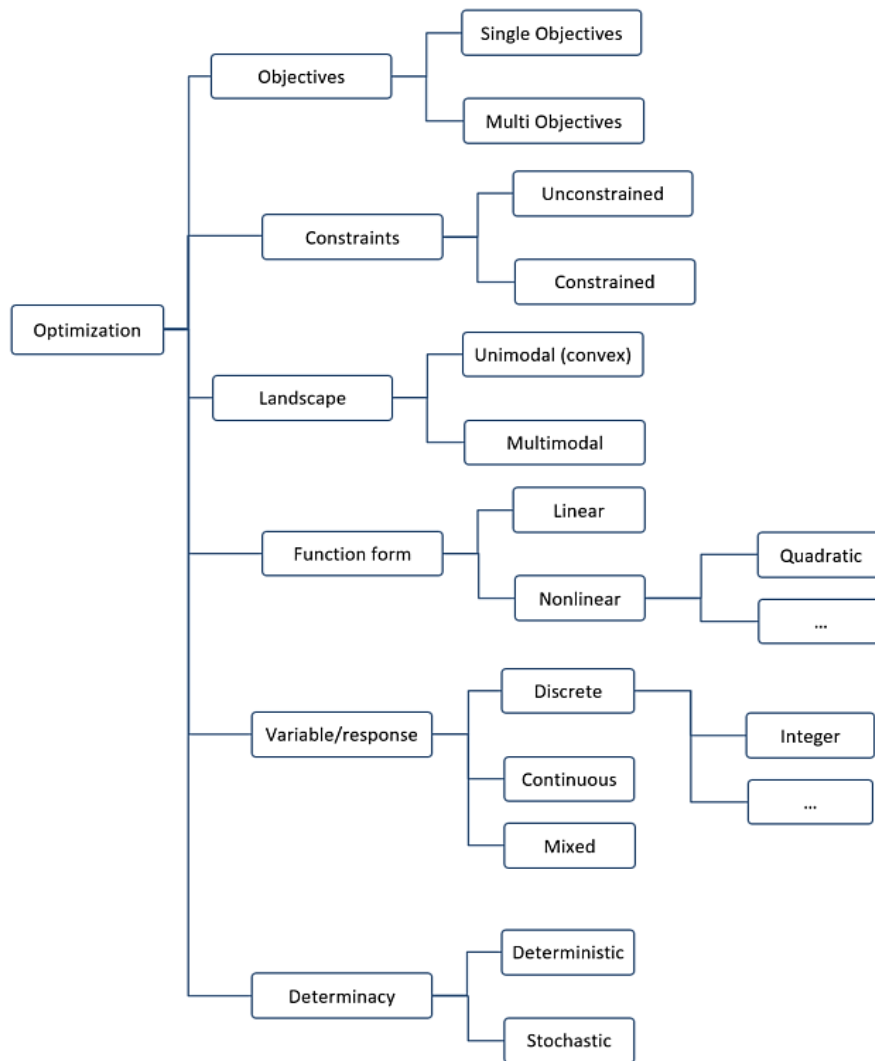 Single Objectives
Objectives
Multi Objectives
Unconstrained
Constraints
Constrained
Optimization
Unimodal (convex)
Landscape
Multimodal
Linear
Function form
Quadratic
Nonlinear
...
Discrete
Variable/response
Integer
Continuous
...
Mixed
Deterministic
Determinacy
Stochastic